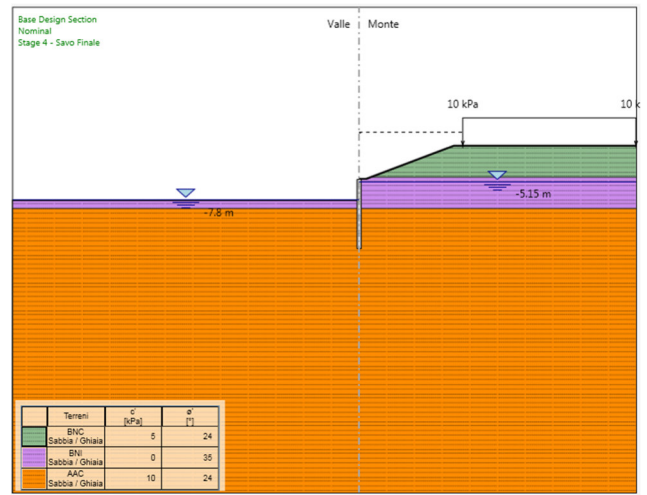 Base Design Section
Nominal
Stage 4 - Savo Finale
Valle
Monte
10 kPa
10 k
-5.15 m
-7.8 m
Terreni c' [kPa] ø' [°]
BNC Sabbia / Ghiaia 5 24
BNI Sabbia / Ghiaia 0 35
AAC Sabbia / Ghiaia 10 24